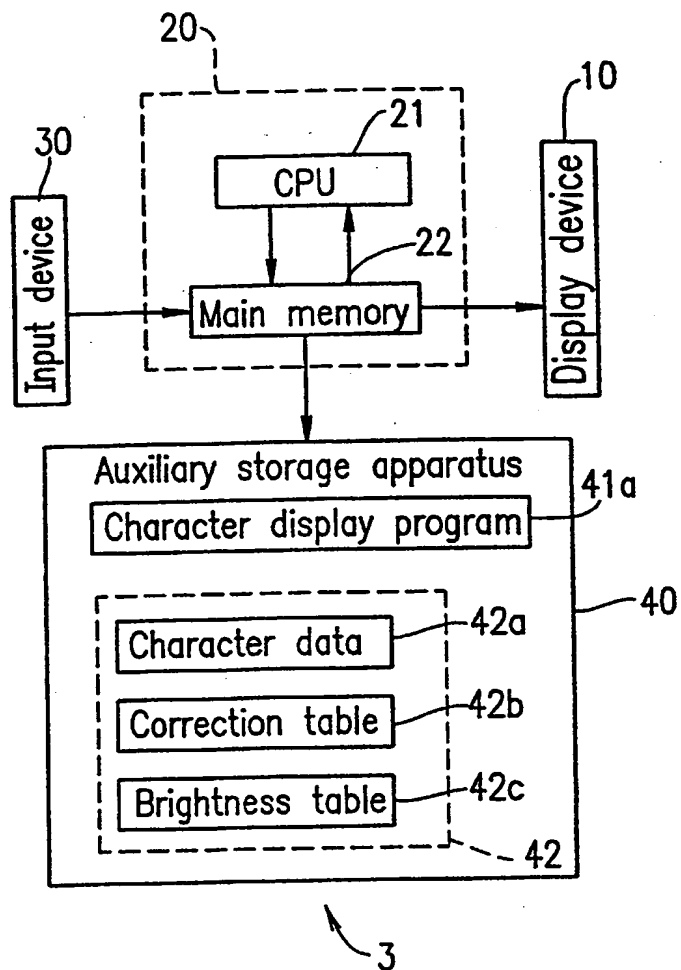 20
10
21
30
CPU
22
Input device
Main memory
Display device
Auxiliary storage apparatus
41a
Character display program
40
Character data
42a
Correction table
42b
Brightness table
42c
42
3